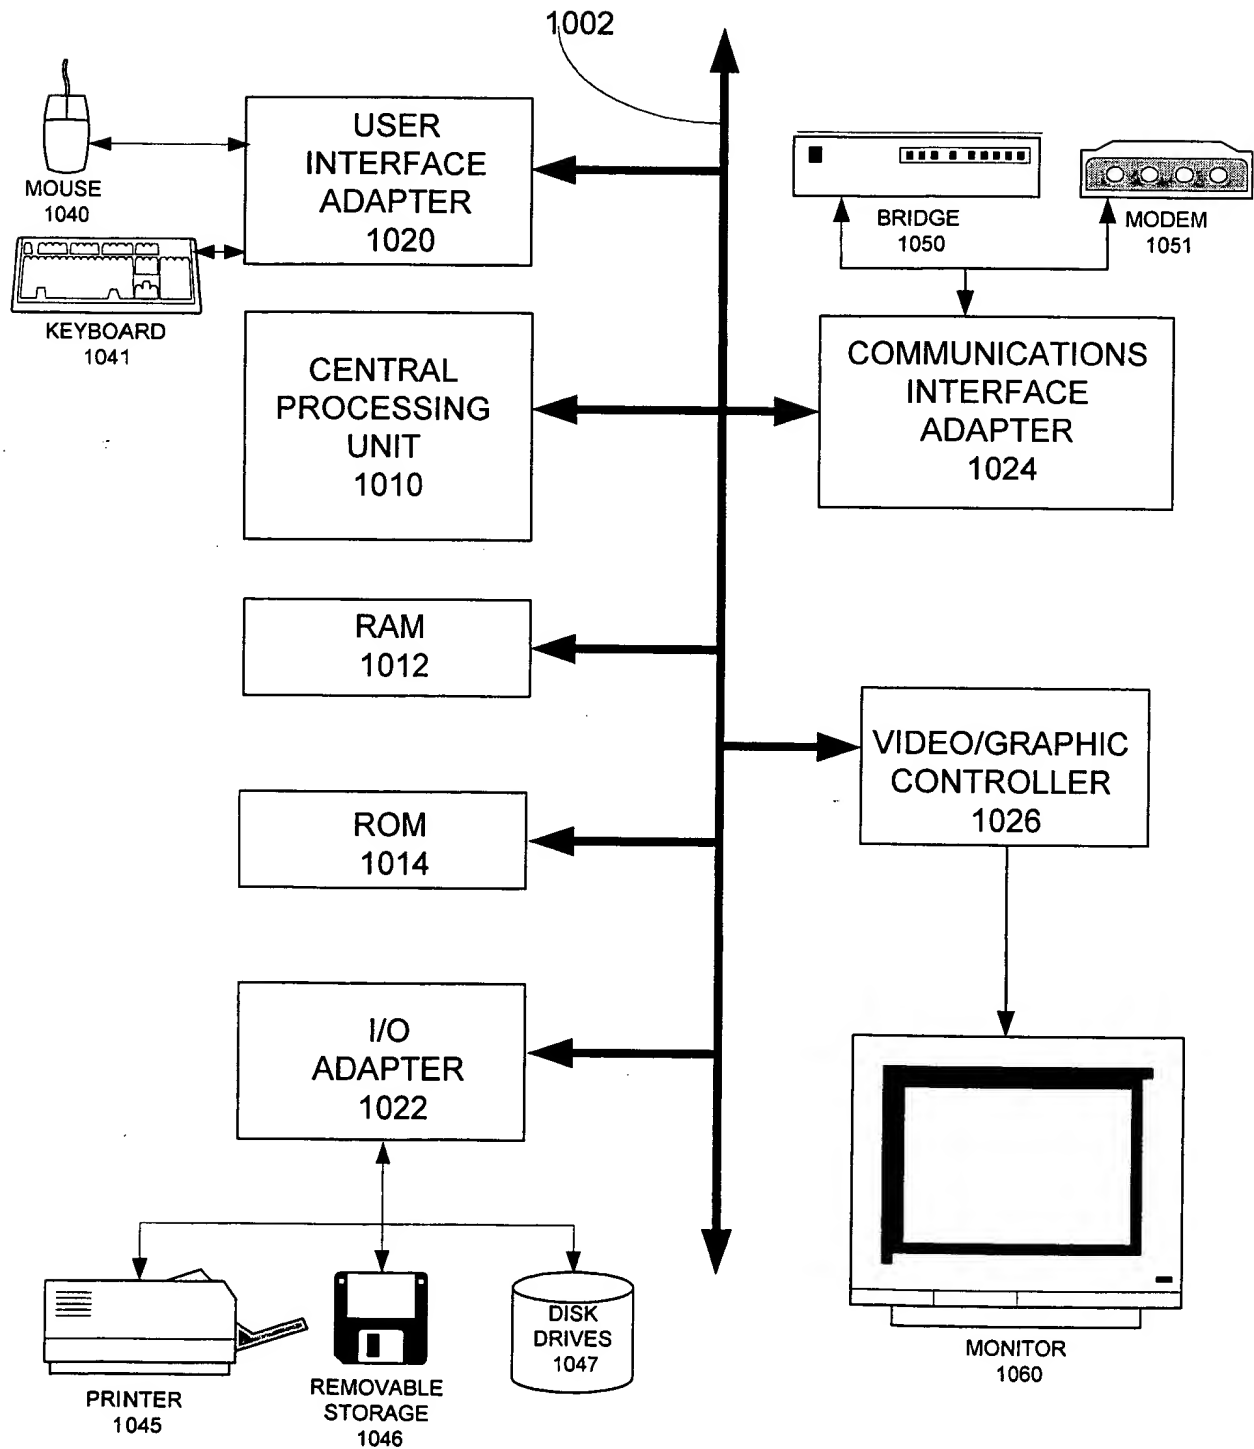 1002
MOUSE
1040
KEYBOARD
1041
USER
INTERFACE
ADAPTER
1020
BRIDGE
1050
MODEM
1051
CENTRAL
PROCESSING
UNIT
1010
COMMUNICATIONS
INTERFACE
ADAPTER
1024
RAM
1012
VIDEO/GRAPHIC
CONTROLLER
1026
ROM
1014
I/O
ADAPTER
1022
PRINTER
1045
REMOVABLE
STORAGE
1046
DISK
DRIVES
1047
MONITOR
1060